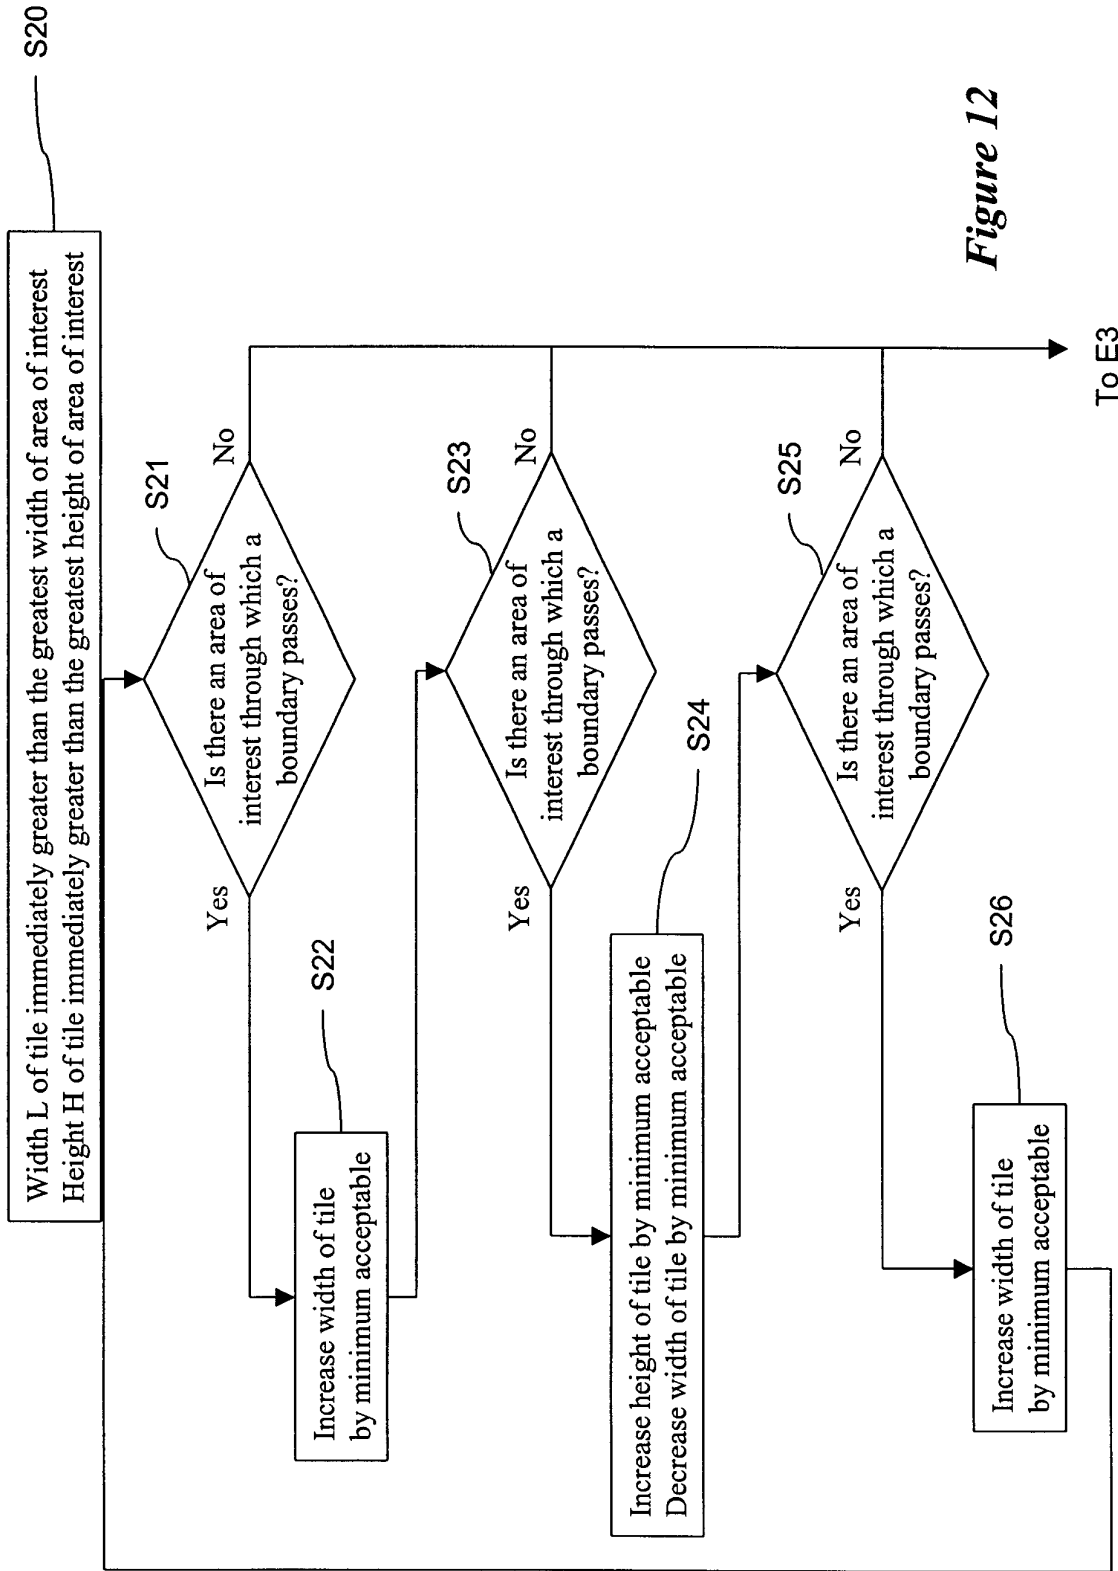 S20
Width L of tile immediately greater than the greatest width of area of interest
Height H of tile immediately greater than the greatest height of area of interest
S21
Is there an area of
interest through which a
boundary passes?
Yes
No
S22
Increase width of tile
by minimum acceptable
S23
Is there an area of
interest through which a
boundary passes?
Yes
No
S24
Increase height of tile by minimum acceptable
Decrease width of tile by minimum acceptable
S25
Is there an area of
interest through which a
boundary passes?
Yes
No
S26
Increase width of tile
by minimum acceptable
To E3
Figure 12